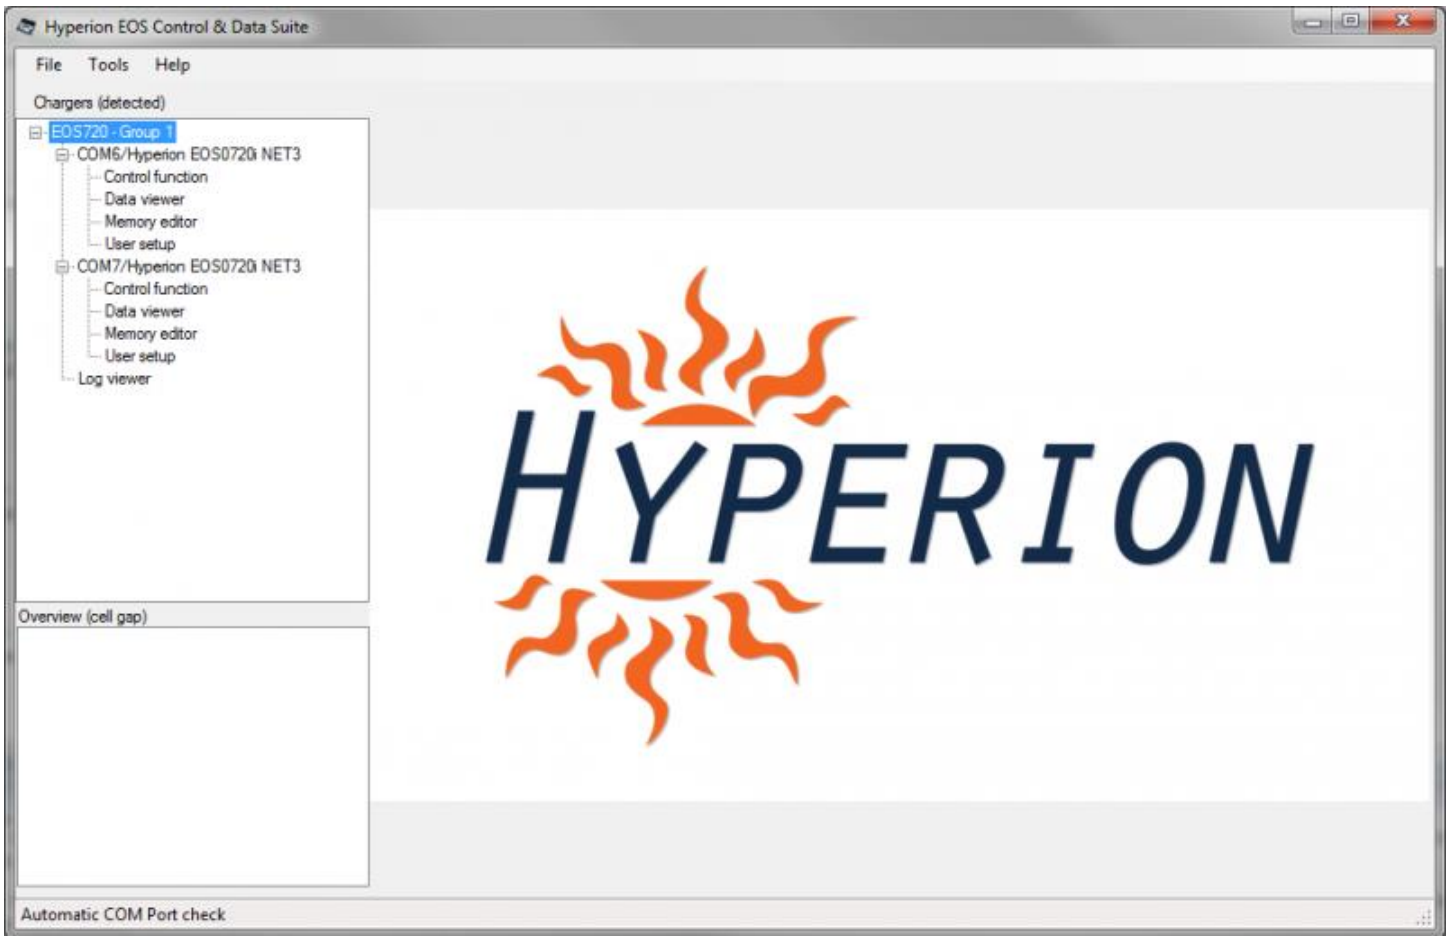 Hyperion EOS Control & Data Suite
File Tools Help
Chargers (detected)
EOS720 - Group 1
COM6/Hyperion EOS0720i NET3
Control function
Data viewer
Memory editor
User setup
COM7/Hyperion EOS0720i NET3
Control function
Data viewer
Memory editor
User setup
Log viewer
HYPERION
Overview (cell gap)
Automatic COM Port check